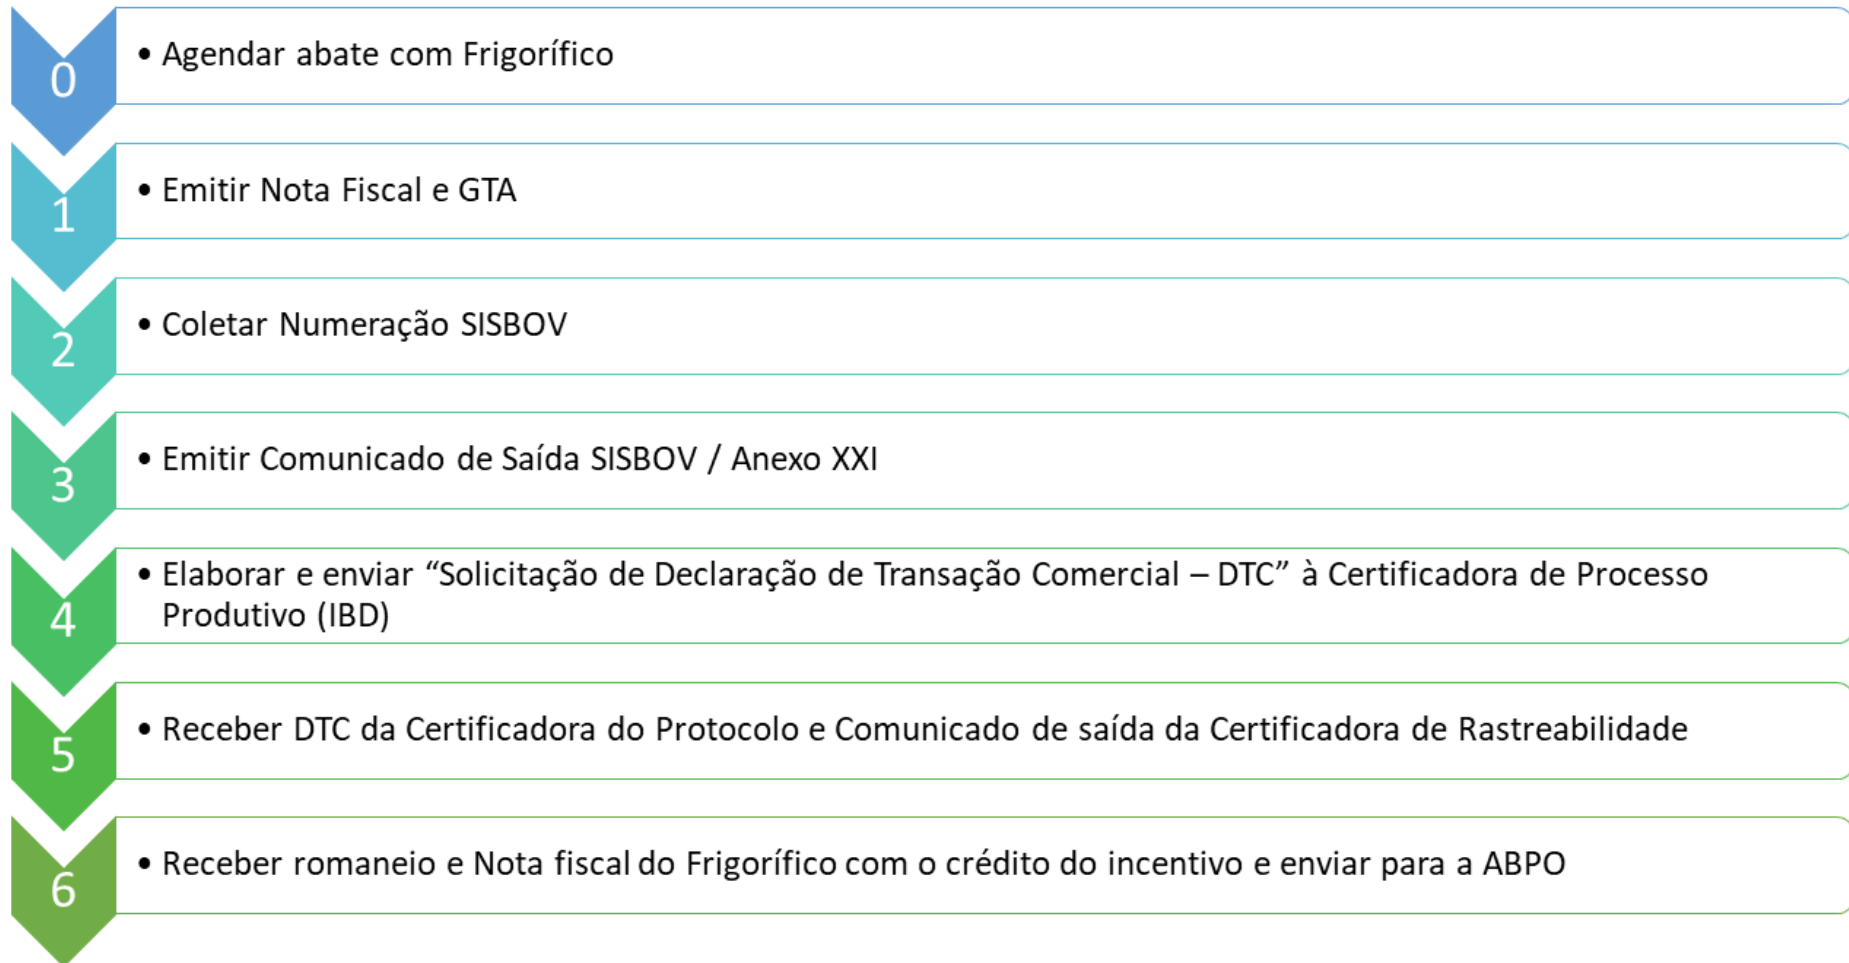 0
• Agendar abate com Frigorífico
1
• Emitir Nota Fiscal e GTA
2
• Coletar Numeração SISBOV
3
• Emitir Comunicado de Saída SISBOV / Anexo XXI
4
• Elaborar e enviar “Solicitação de Declaração de Transação Comercial – DTC” à Certificadora de Processo
Produtivo (IBD)
5
• Receber DTC da Certificadora do Protocolo e Comunicado de saída da Certificadora de Rastreabilidade
6
• Receber romaneio e Nota fiscal do Frigorífico com o crédito do incentivo e enviar para a ABPO